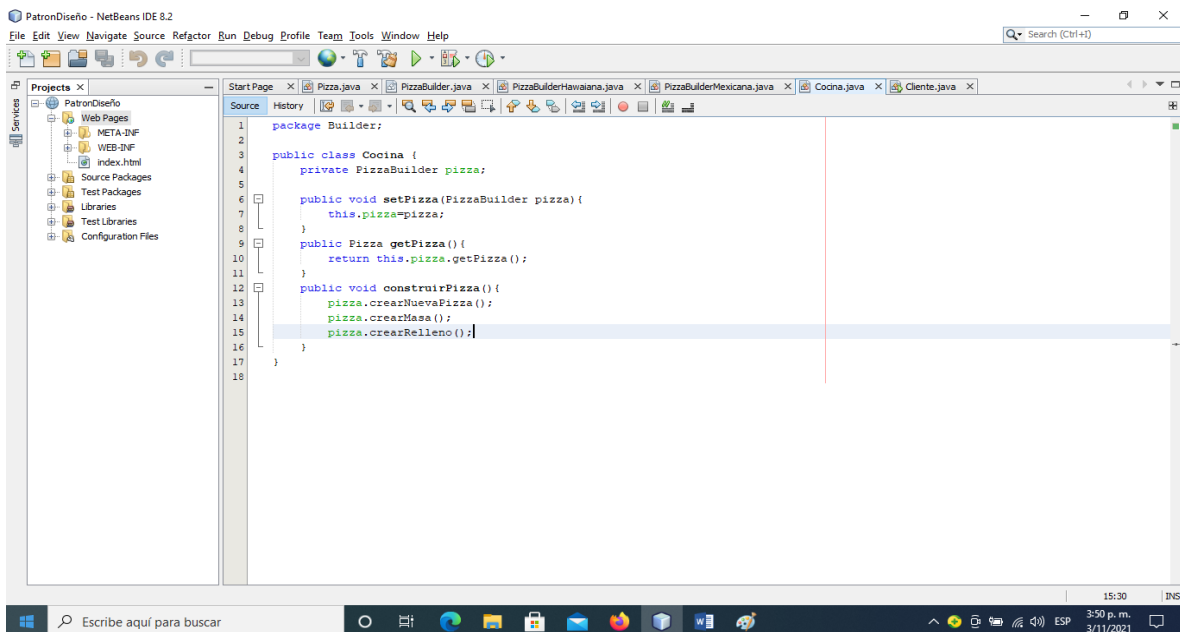 PatronDiseño - NetBeans IDE 8.2
File Edit View Navigate Source Refactor Run Debug Profile Team Tools Window Help
Search (Ctrl+I)
Projects
Start Page Pizza.java PizzaBuilder.java PizzaBuilderHawaiana.java PizzaBuilderMexicana.java Cocina.java Cliente.java
Services
PatronDiseño
Web Pages
META-INF
WEB-INF
index.html
Source Packages
Test Packages
Libraries
Test Libraries
Configuration Files
Source History
1 package Builder;
2
3 public class Cocina {
4 private PizzaBuilder pizza;
5
6 public void setPizza(PizzaBuilder pizza){
7 this.pizza=pizza;
8 }
9 public Pizza getPizza(){
10 return this.pizza.getPizza();
11 }
12 public void construirPizza(){
13 pizza.crearNuevaPizza();
14 pizza.crearMasa();
15 pizza.crearRelleno();
16 }
17 }
18
15:30 INS
Escribe aquí para buscar
ESP
3:50 p. m.
3/11/2021